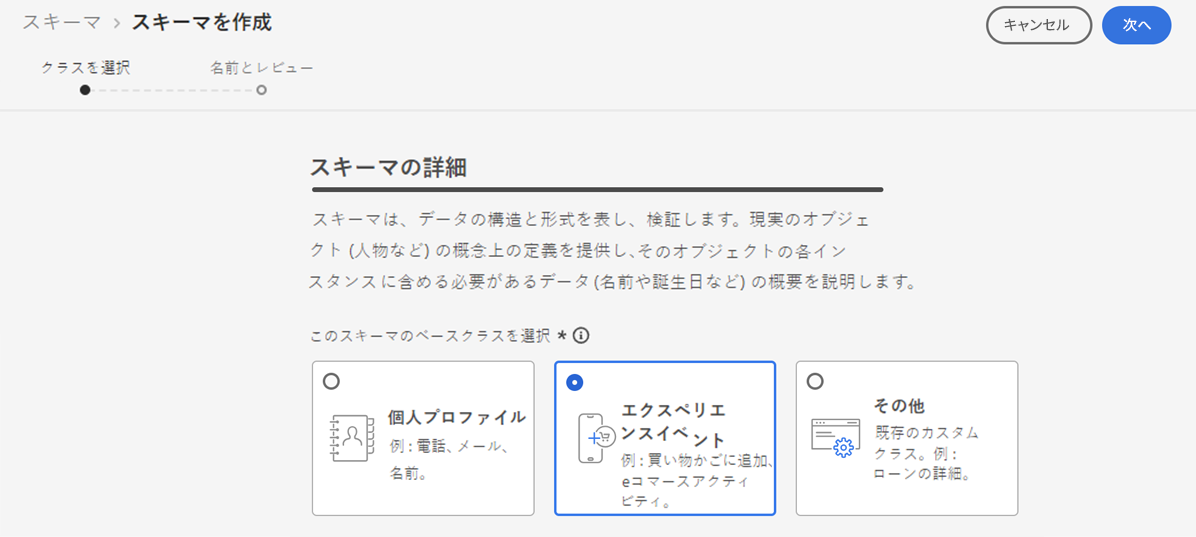 スキーマ > スキーマを作成
キャンセル
次へ
クラスを選択
名前とレビュー
スキーマの詳細
スキーマは、データの構造と形式を表し、検証します。現実のオブジェ
クト (人物など) の概念上の定義を提供し、そのオブジェクトの各イン
スタンスに含める必要があるデータ (名前や誕生日など) の概要を説明します。
このスキーマのベースクラスを選択 *
個人プロファイル
例 : 電話、メール、
名前。
エクスペリエ
ンスイベント
例 : 買い物かごに追加、
eコマースアクティ
ビティ。
その他
既存のカスタム
クラス。例 :
ローンの詳細。